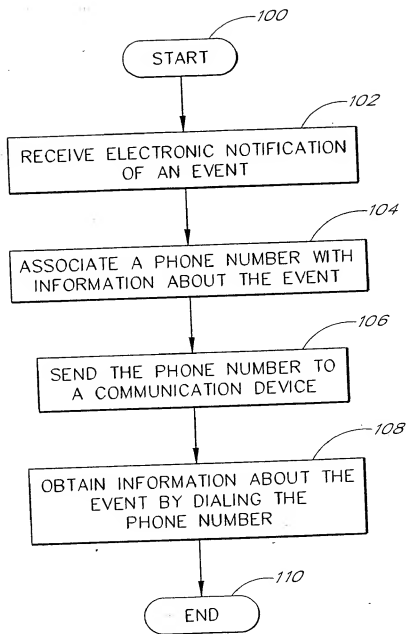 100
START
102
RECEIVE ELECTRONIC NOTIFICATION
OF AN EVENT
104
ASSOCIATE A PHONE NUMBER WITH
INFORMATION ABOUT THE EVENT
106
SEND THE PHONE NUMBER TO
A COMMUNICATION DEVICE
108
OBTAIN INFORMATION ABOUT THE
EVENT BY DIALING THE
PHONE NUMBER
110
END